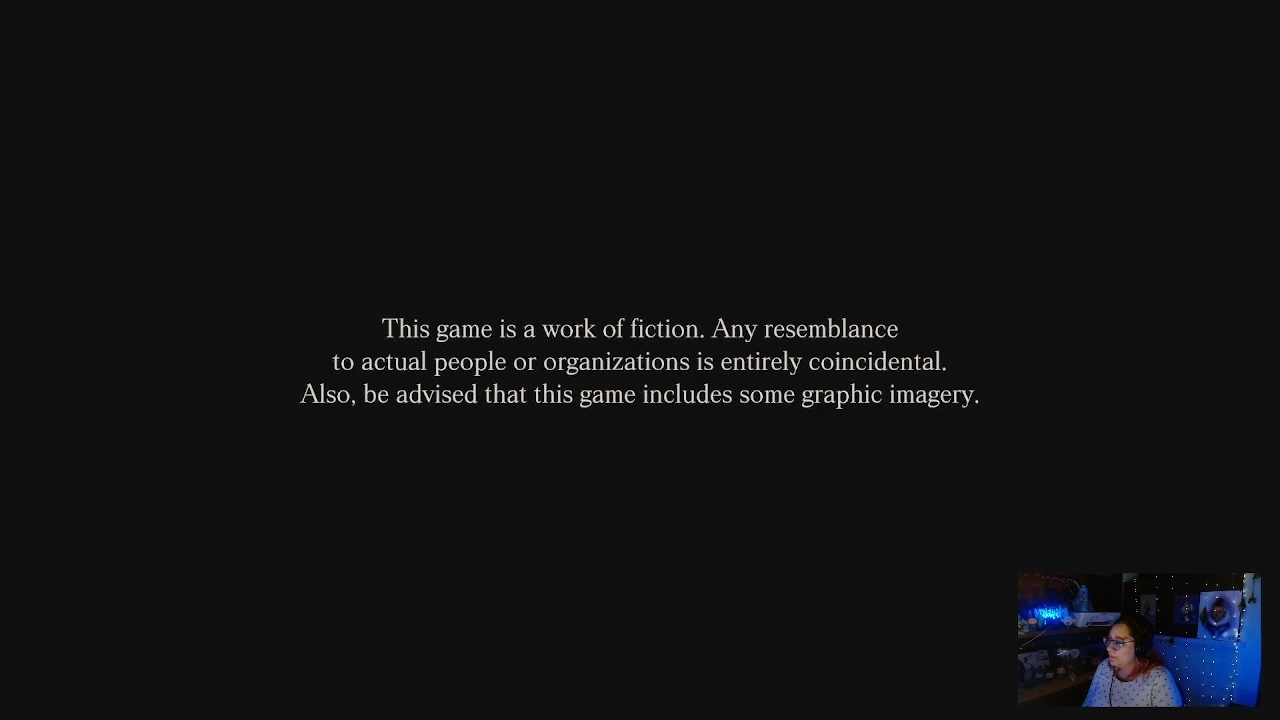 This game is a work of fiction. Any resemblance
to actual people or organizations is entirely coincidental.
Also, be advised that this game includes some graphic imagery.